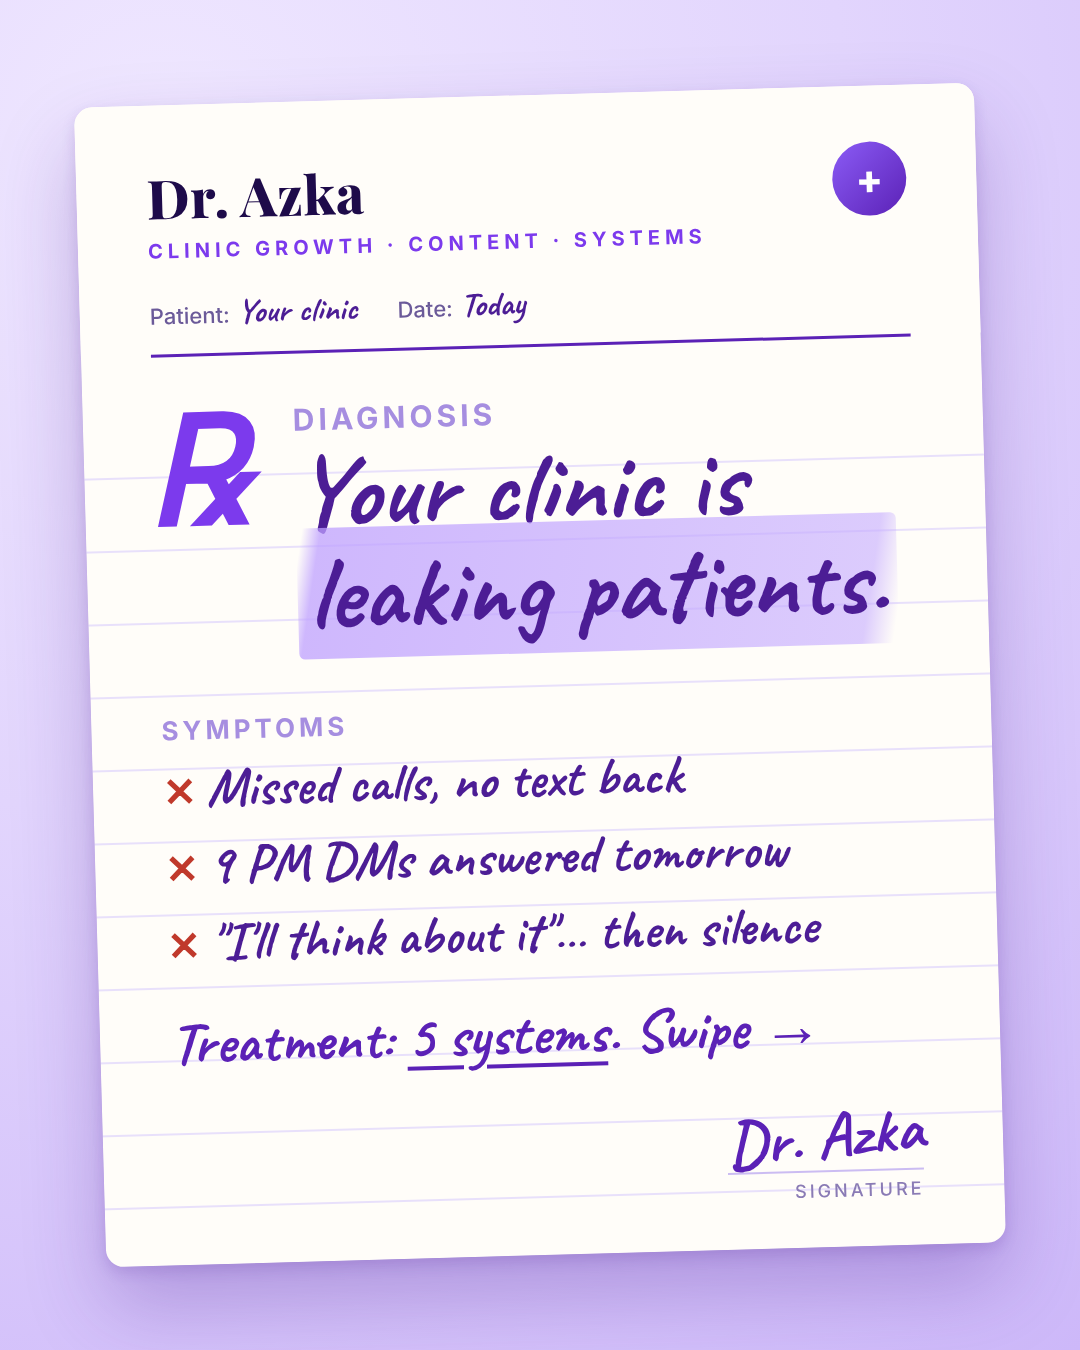 Dr. Azka
+
CLINIC GROWTH · CONTENT · SYSTEMS
Patient: Your clinic Date: Today
℞ DIAGNOSIS
Your clinic is
leaking patients.
SYMPTOMS
✕ Missed calls, no text back
✕ 9 PM DMs answered tomorrow
✕ "I'll think about it"... then silence
Treatment: 5 systems. Swipe →
Dr. Azka
SIGNATURE